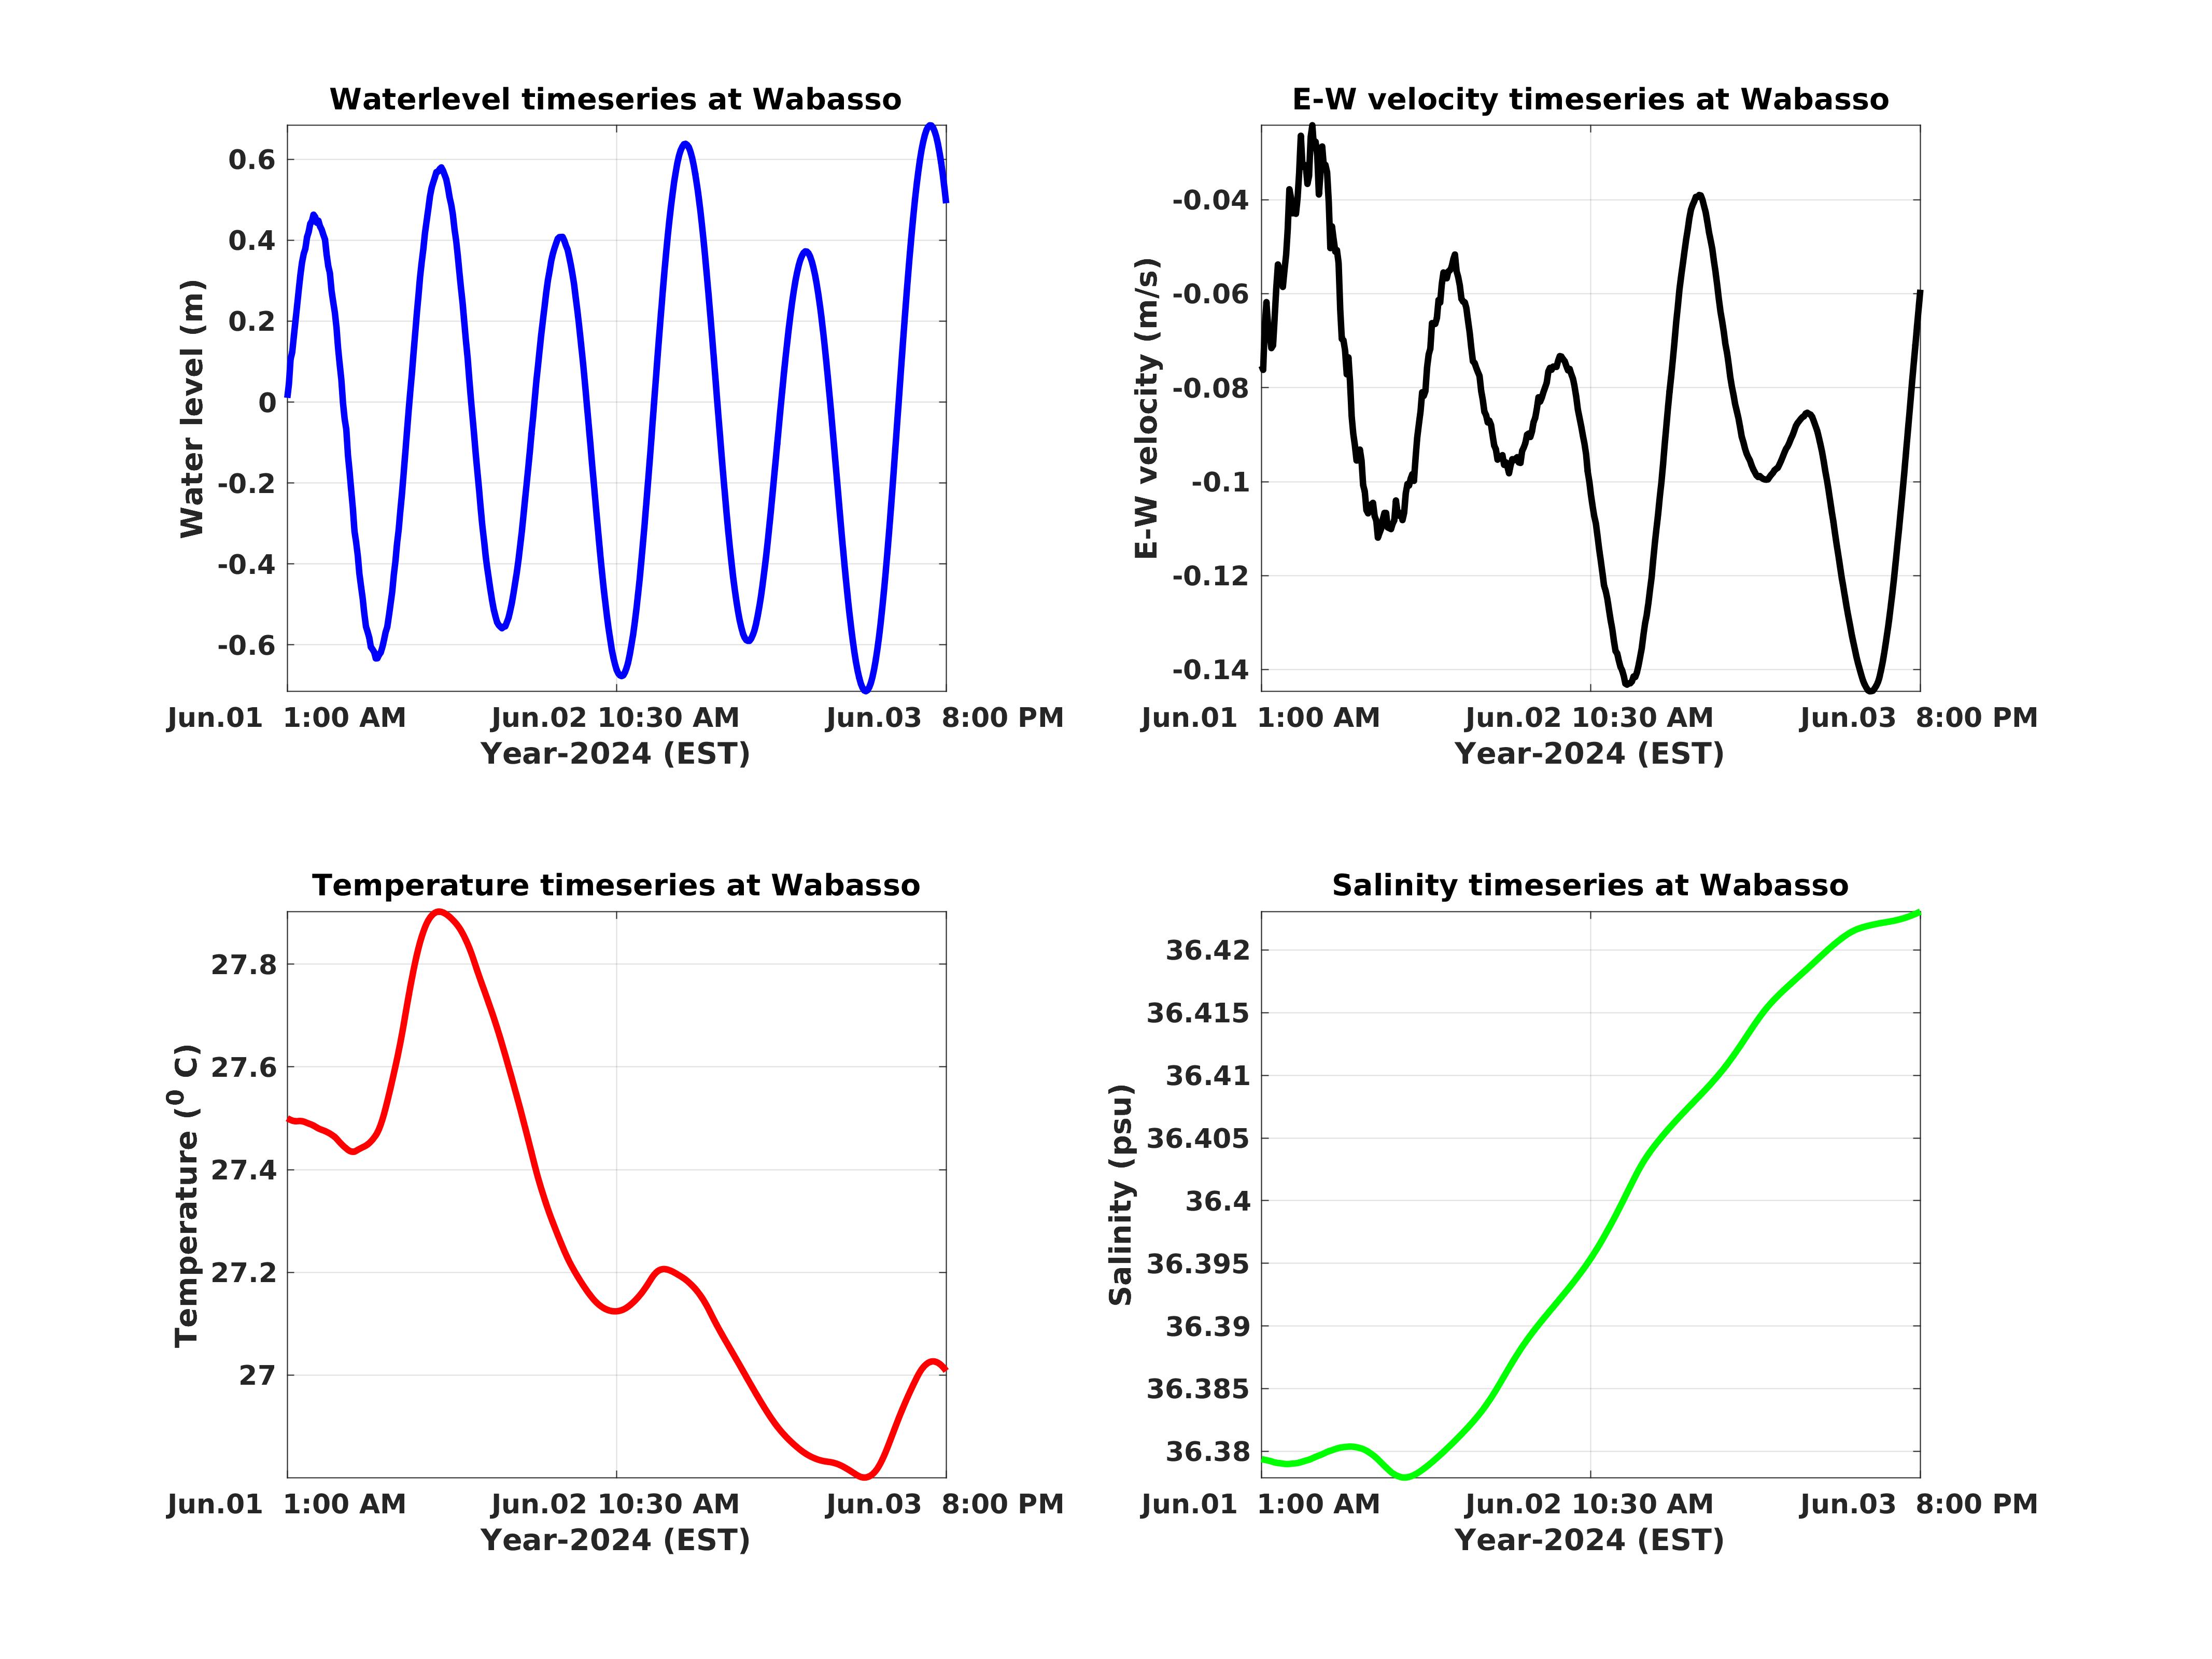 Waterlevel timeseries at Wabasso
0.6
0.4
0.2
0
-0.2
-0.4
-0.6
Water level (m)
Jun.01  1:00 AM
Jun.02 10:30 AM
Jun.03  8:00 PM
Year-2024 (EST)
E-W velocity timeseries at Wabasso
-0.04
-0.06
-0.08
-0.1
-0.12
-0.14
E-W velocity (m/s)
Jun.01  1:00 AM
Jun.02 10:30 AM
Jun.03  8:00 PM
Year-2024 (EST)
Temperature timeseries at Wabasso
27.8
27.6
27.4
27.2
27
Temperature (⁰ C)
Jun.01  1:00 AM
Jun.02 10:30 AM
Jun.03  8:00 PM
Year-2024 (EST)
Salinity timeseries at Wabasso
36.42
36.415
36.41
36.405
36.4
36.395
36.39
36.385
36.38
Salinity (psu)
Jun.01  1:00 AM
Jun.02 10:30 AM
Jun.03  8:00 PM
Year-2024 (EST)